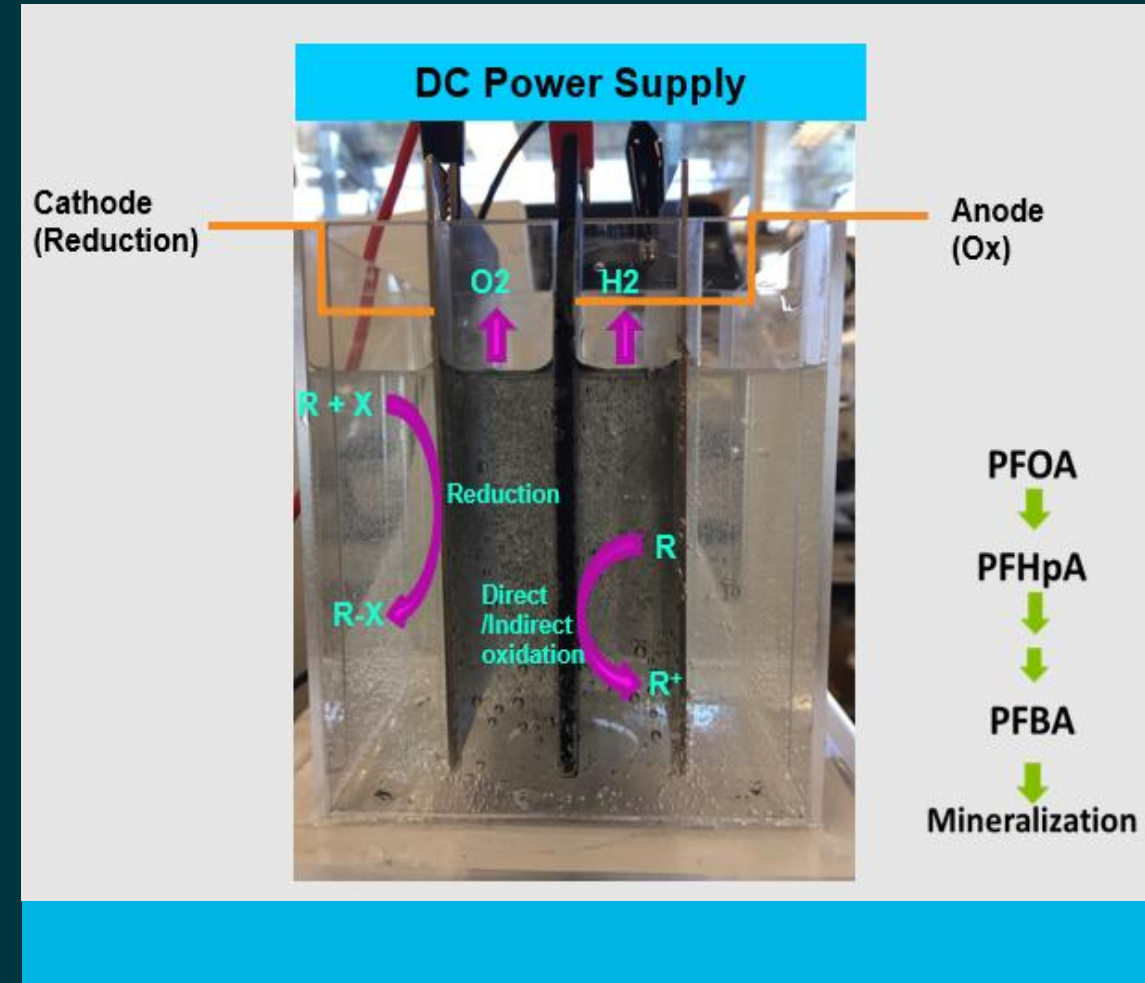 DC Power Supply
Cathode
(Reduction)
Anode
(Ox)
O2
H2
R + X
Reduction
R-X
R
Direct
/Indirect
oxidation
R⁺
PFOA
PFHpA
PFBA
Mineralization